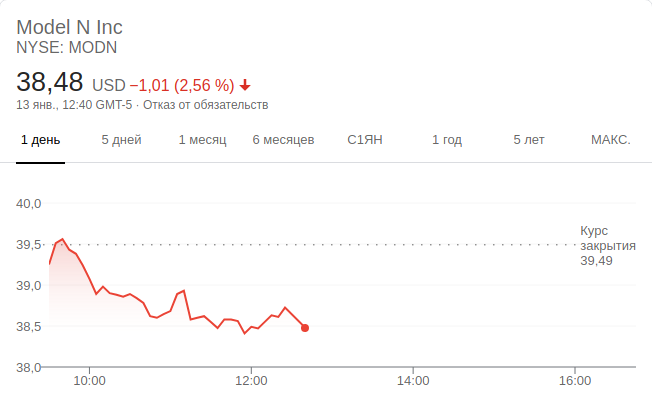 Model N Inc
NYSE: MODN
38,48 USD −1,01 (2,56 %)
13 янв., 12:40 GMT-5 · Отказ от обязательств
1 день 5 дней 1 месяц 6 месяцев С1ЯН 1 год 5 лет МАКС.
40,0
Курс
39,5 закрытия
39,49
39,0
38,5
38,0
10:00 12:00 14:00 16:00